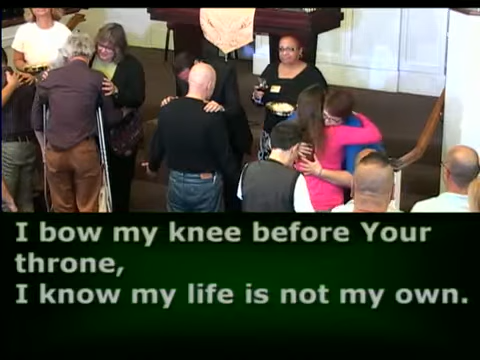 I bow my knee before Your
throne,
I know my life is not my own.